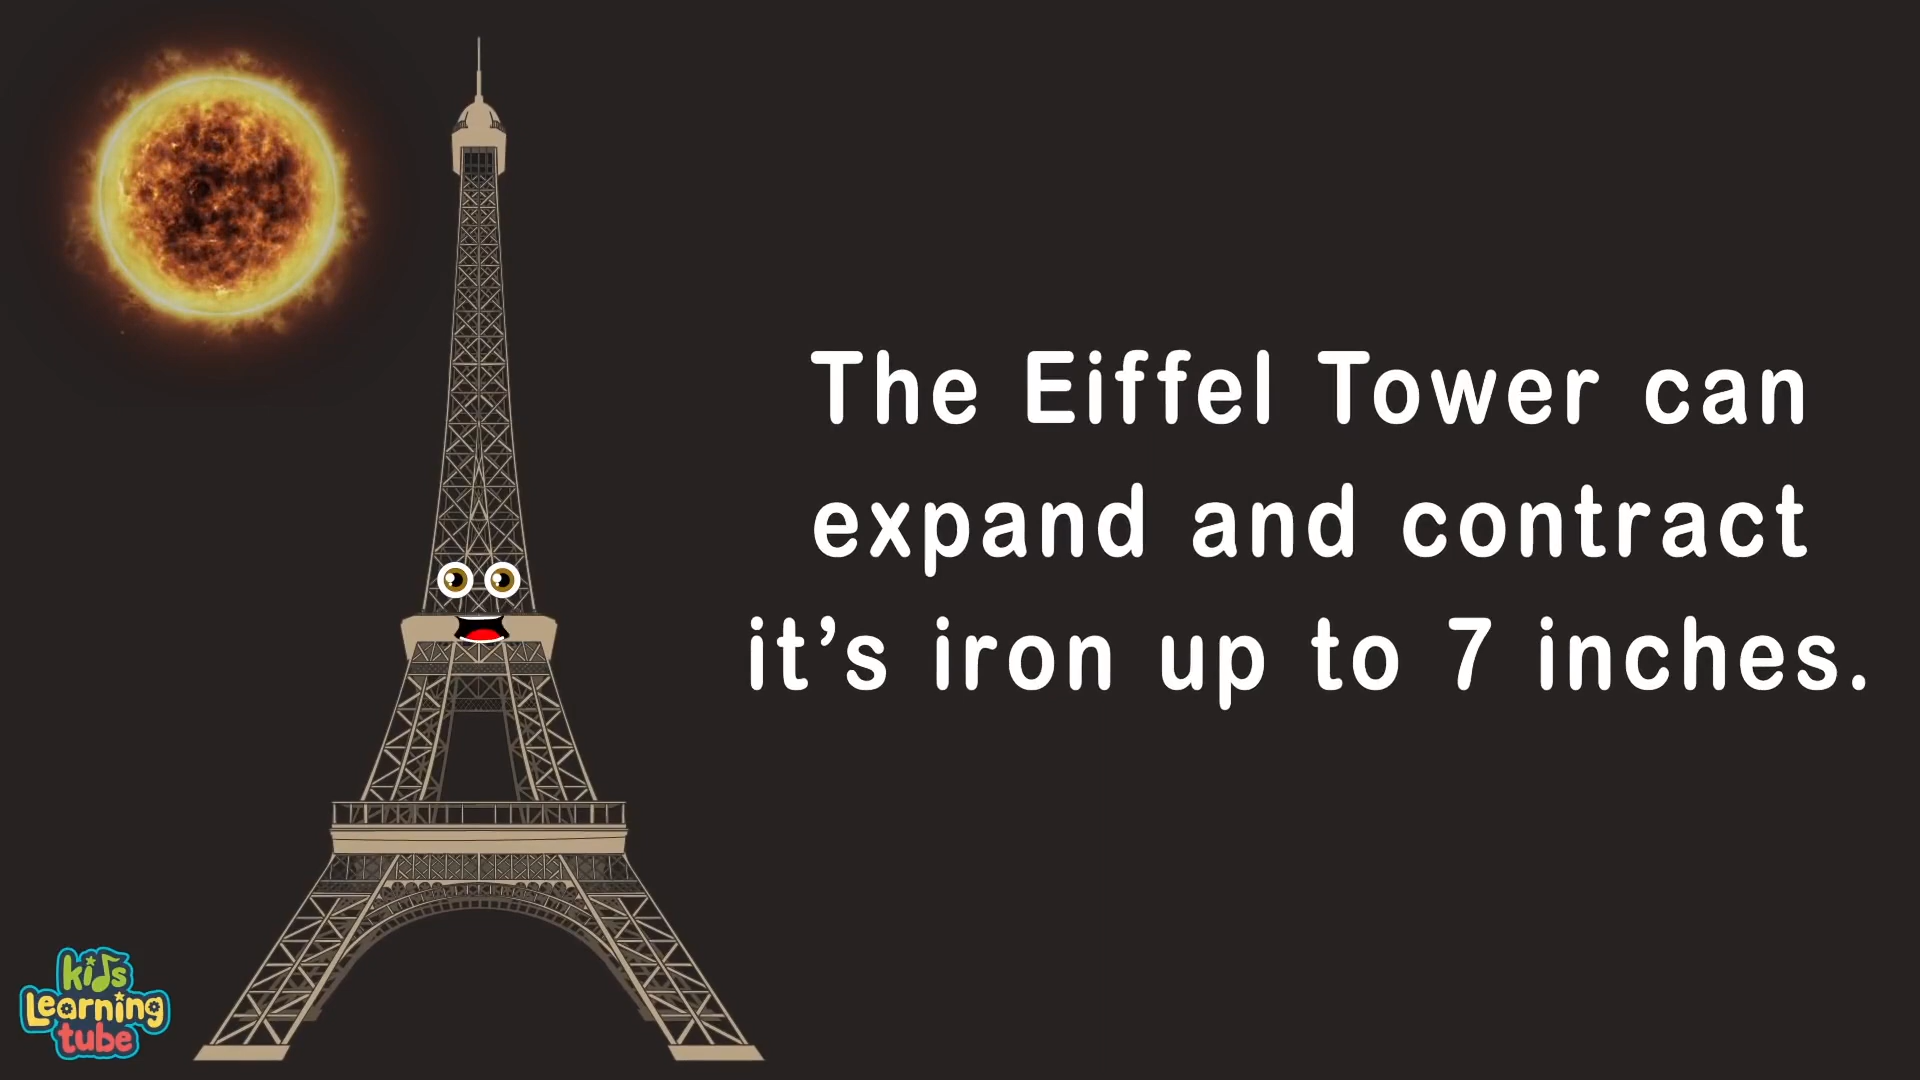 The Eiffel Tower can
expand and contract
it’s iron up to 7 inches.
kids
Learning
tube